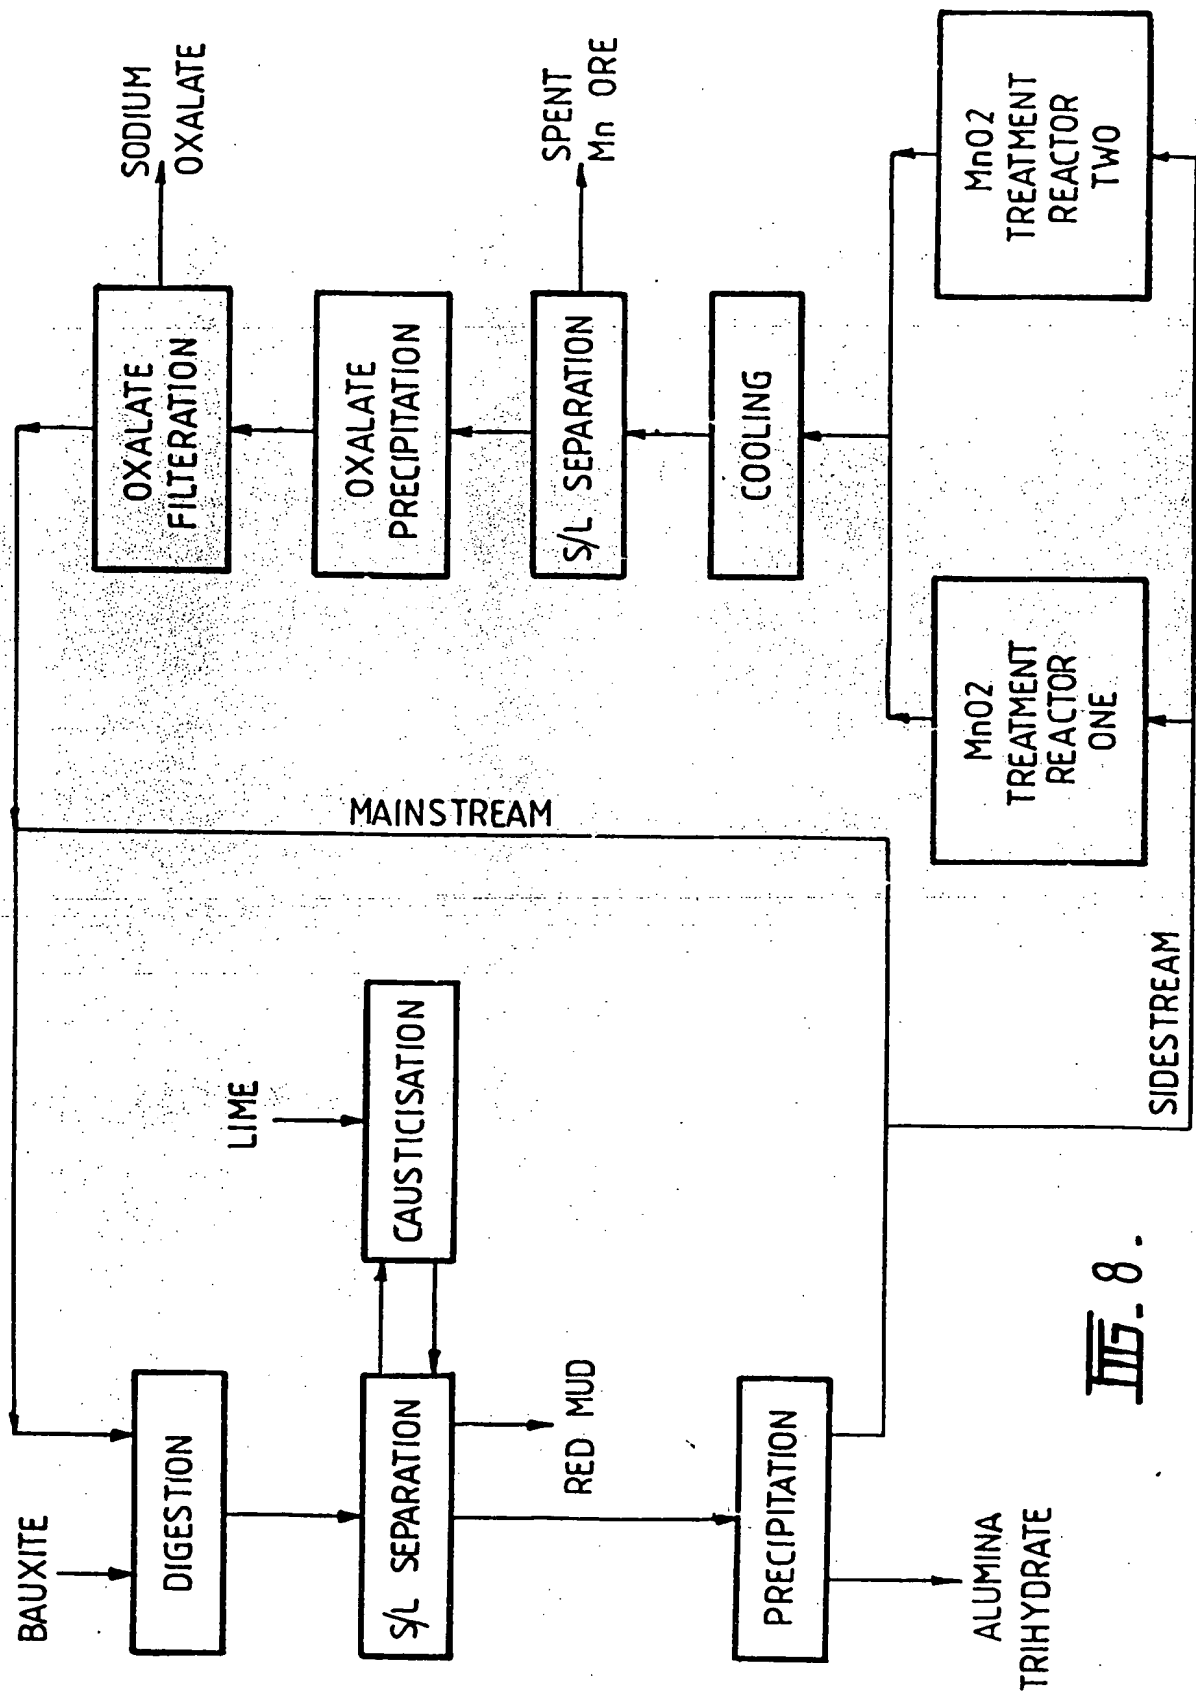 BAUXITE
DIGESTION
S/L SEPARATION
RED MUD
LIME
CAUSTICISATION
PRECIPITATION
ALUMINA
TRIHYDRATE
MAINSTREAM
SIDESTREAM
MnO2
TREATMENT
REACTOR
ONE
MnO2
TREATMENT
REACTOR
TWO
COOLING
S/L SEPARATION
SPENT
Mn ORE
OXALATE
PRECIPITATION
OXALATE
FILTERATION
SODIUM
OXALATE
FIG. 8.